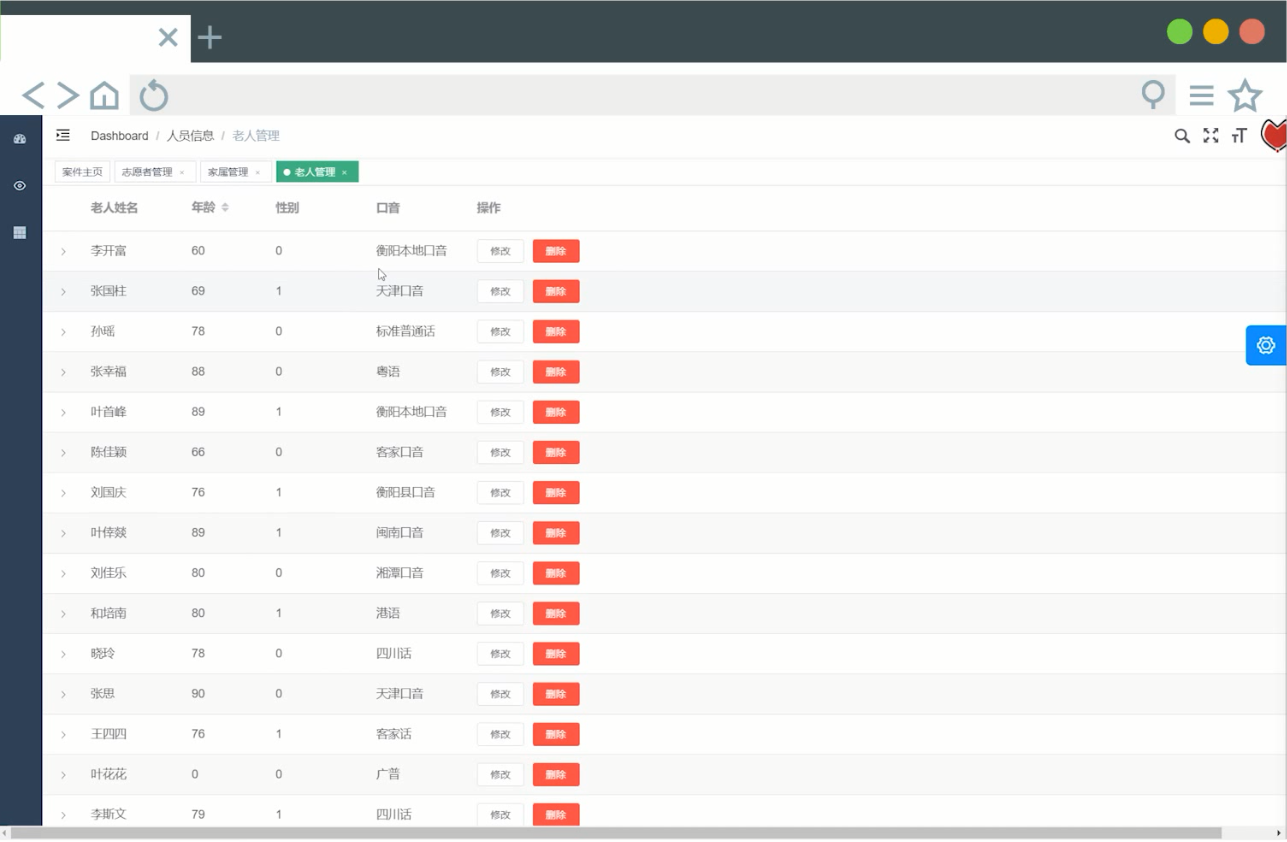 Dashboard / 人员信息 / 老人管理
案件主页 志愿者管理 × 家属管理 × 老人管理 ×
老人姓名 年龄 性别 口音 操作
李开富 60 0 衡阳本地口音 修改 删除
张国柱 69 1 天津口音 修改 删除
孙瑶 78 0 标准普通话 修改 删除
张幸福 88 0 粤语 修改 删除
叶首峰 89 1 衡阳本地口音 修改 删除
陈佳颖 66 0 客家口音 修改 删除
刘国庆 76 1 衡阳县口音 修改 删除
叶倖燚 89 1 闽南口音 修改 删除
刘佳乐 80 0 湘潭口音 修改 删除
和培南 80 1 港语 修改 删除
晓玲 78 0 四川话 修改 删除
张思 90 0 天津口音 修改 删除
王四四 76 1 客家话 修改 删除
叶花花 0 0 广普 修改 删除
李斯文 79 1 四川话 修改 删除